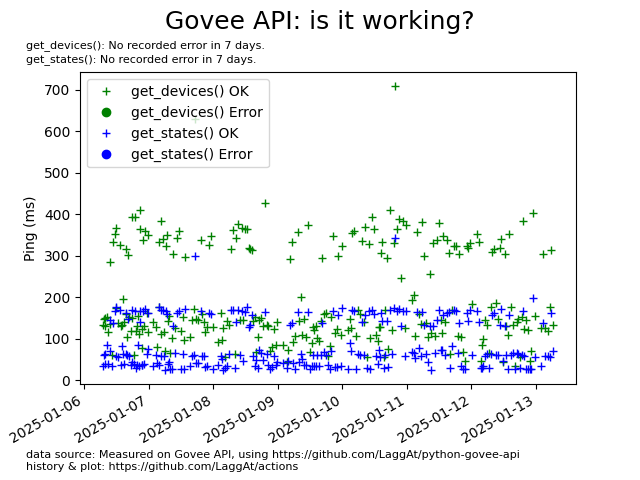 Govee API: is it working?
get_devices(): No recorded error in 7 days.
get_states(): No recorded error in 7 days.
get_devices() OK
get_devices() Error
get_states() OK
get_states() Error
Ping (ms)
700
600
500
400
300
200
100
0
2025-01-06
2025-01-07
2025-01-08
2025-01-09
2025-01-10
2025-01-11
2025-01-12
2025-01-13
data source: Measured on Govee API, using https://github.com/LaggAt/python-govee-api
history & plot: https://github.com/LaggAt/actions